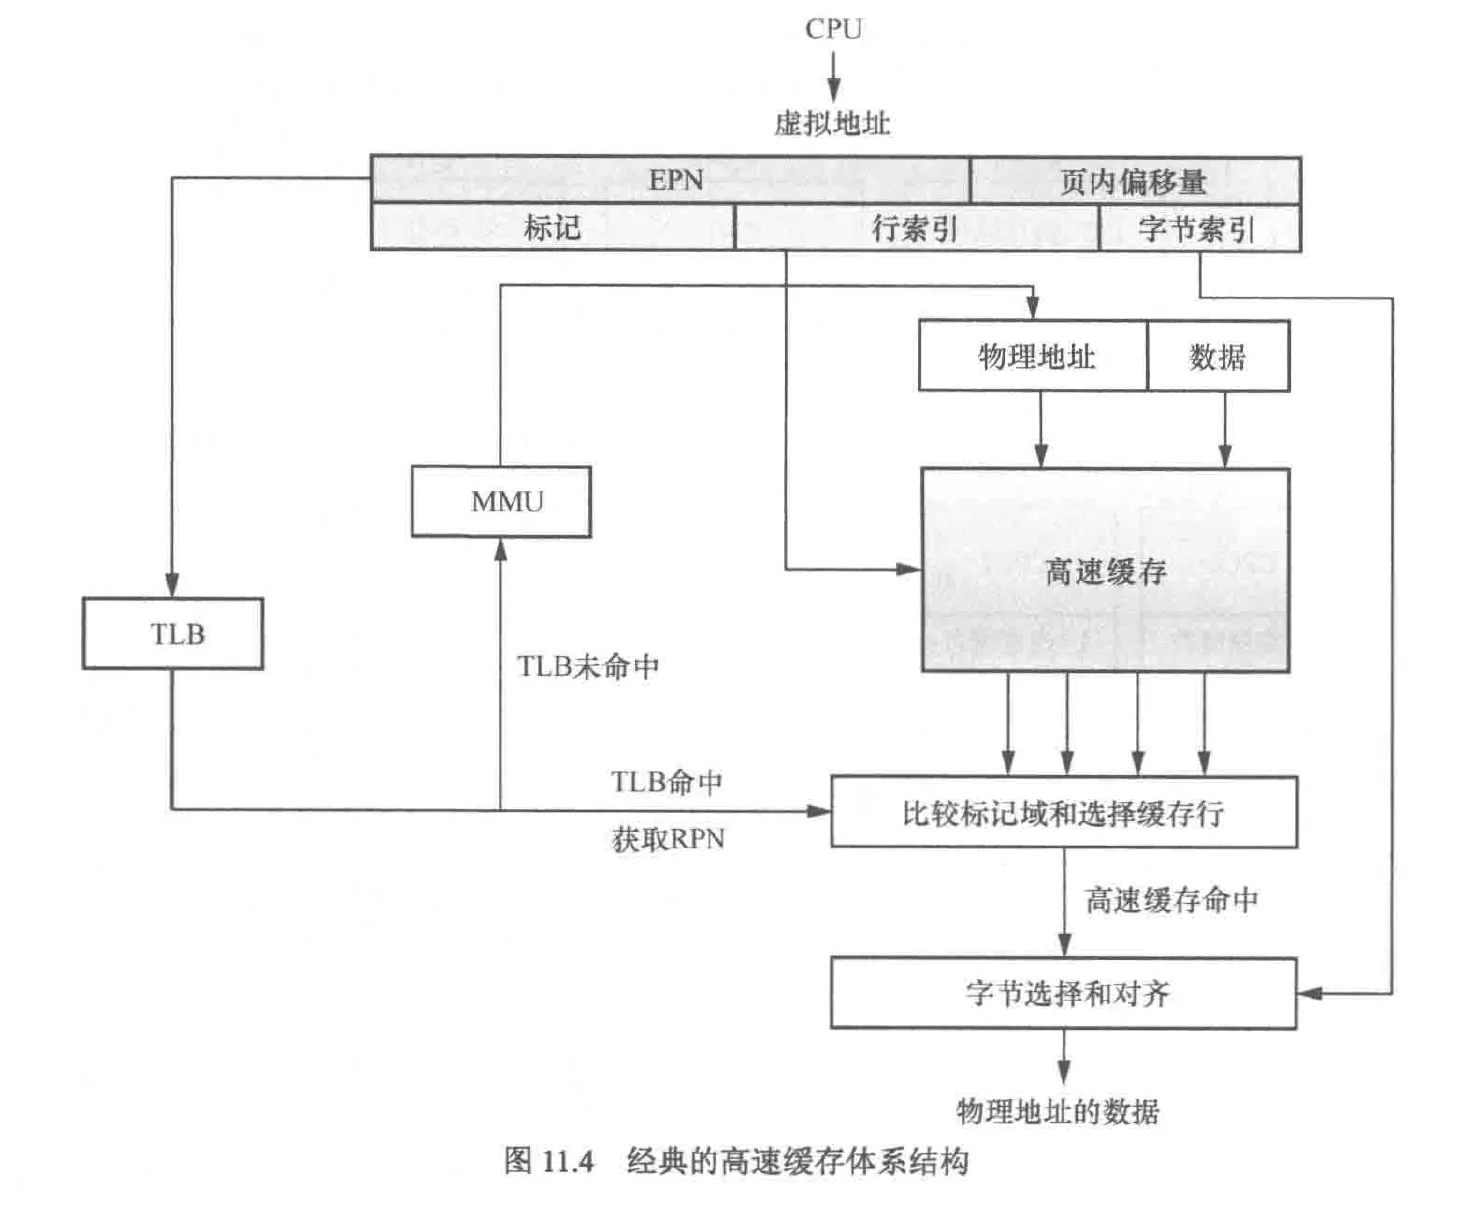 CPU
虚拟地址
EPN 页内偏移量
标记 行索引 字节索引
物理地址 数据
MMU
高速缓存
TLB
TLB未命中
TLB命中
获取RPN
比较标记域和选择缓存行
高速缓存命中
字节选择和对齐
物理地址的数据
图 11.4 经典的高速缓存体系结构